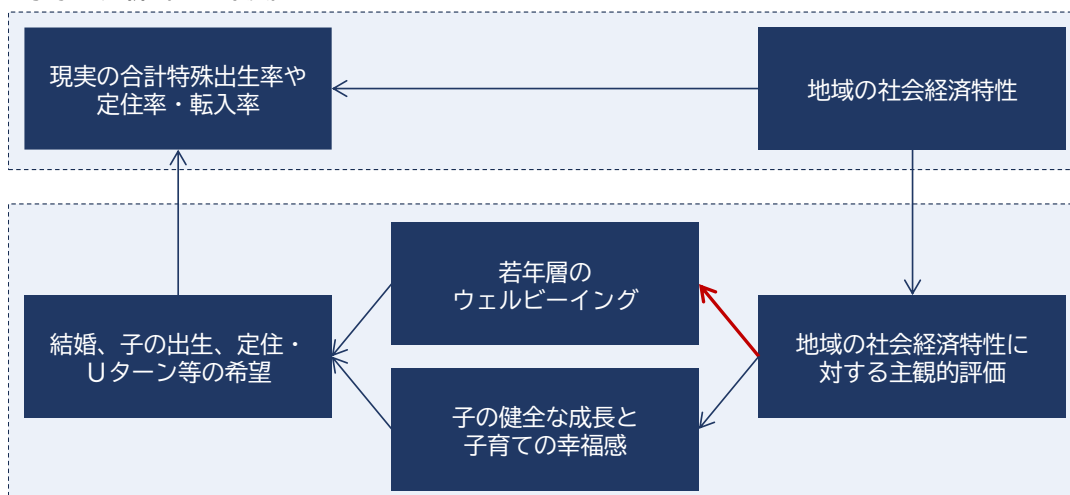 現実の合計特殊出生率や
定住率・転入率
地域の社会経済特性
若年層の
ウェルビーイング
結婚、子の出生、定住・
Uターン等の希望
地域の社会経済特性に
対する主観的評価
子の健全な成長と
子育ての幸福感